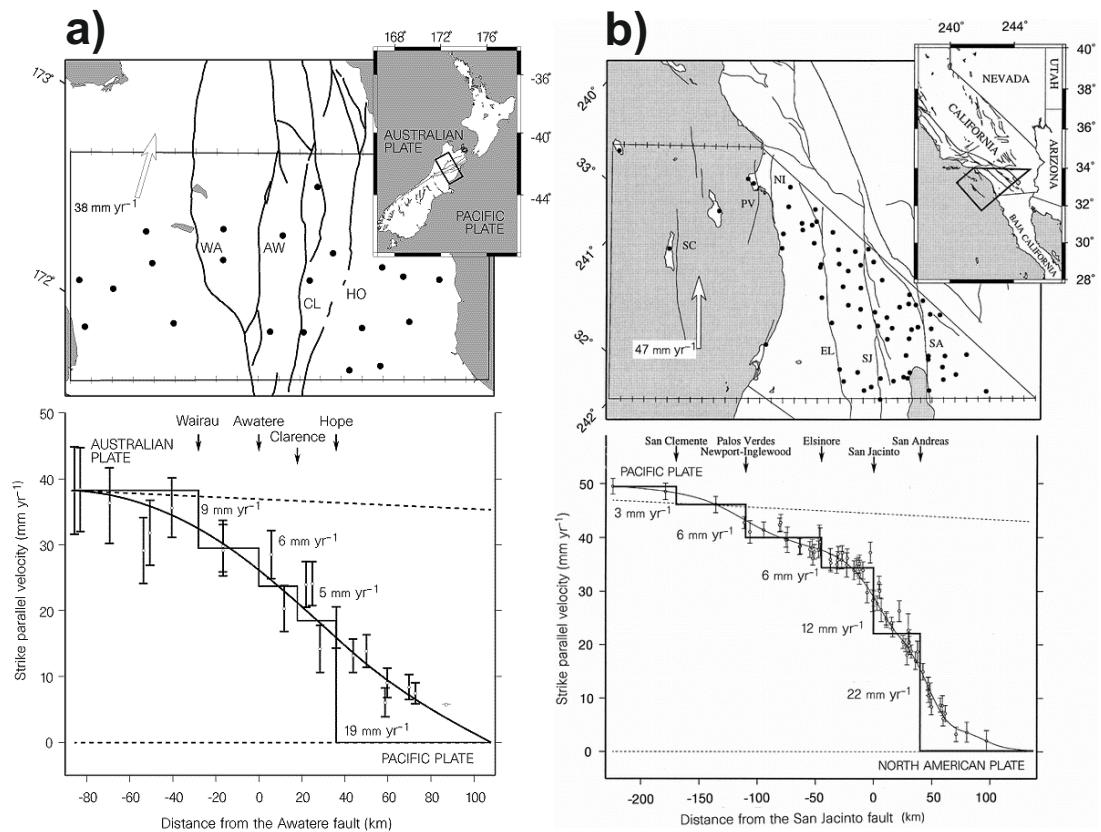 a)
168° 172° 176°
-36°
-40°
-44°
AUSTRALIAN
PLATE
PACIFIC
PLATE
173°
172°
38 mm yr⁻¹
WA
AW
CL
HO
50
40
30
20
10
0
Strike parallel velocity (mm yr⁻¹)
Wairau Awatere Hope
Clarence
AUSTRALIAN
PLATE
9 mm yr⁻¹
6 mm yr⁻¹
5 mm yr⁻¹
19 mm yr⁻¹
PACIFIC PLATE
-80 -60 -40 -20 0 20 40 60 80 100
Distance from the Awatere fault (km)
b)
240° 244°
40°
38°
36°
34°
32°
30°
28°
NEVADA
UTAH
CALIFORNIA
ARIZONA
BAJA CALIFORNIA
240°
33°
241°
32°
242°
NI
PV
SC
47 mm yr⁻¹
EL
SJ
SA
50
40
30
20
10
0
Strike parallel velocity (mm yr⁻¹)
San Clemente Palos Verdes Elsinore San Andreas
Newport-Inglewood San Jacinto
PACIFIC PLATE
3 mm yr⁻¹
6 mm yr⁻¹
6 mm yr⁻¹
12 mm yr⁻¹
22 mm yr⁻¹
NORTH AMERICAN PLATE
-200 -150 -100 -50 0 50 100
Distance from the San Jacinto fault (km)